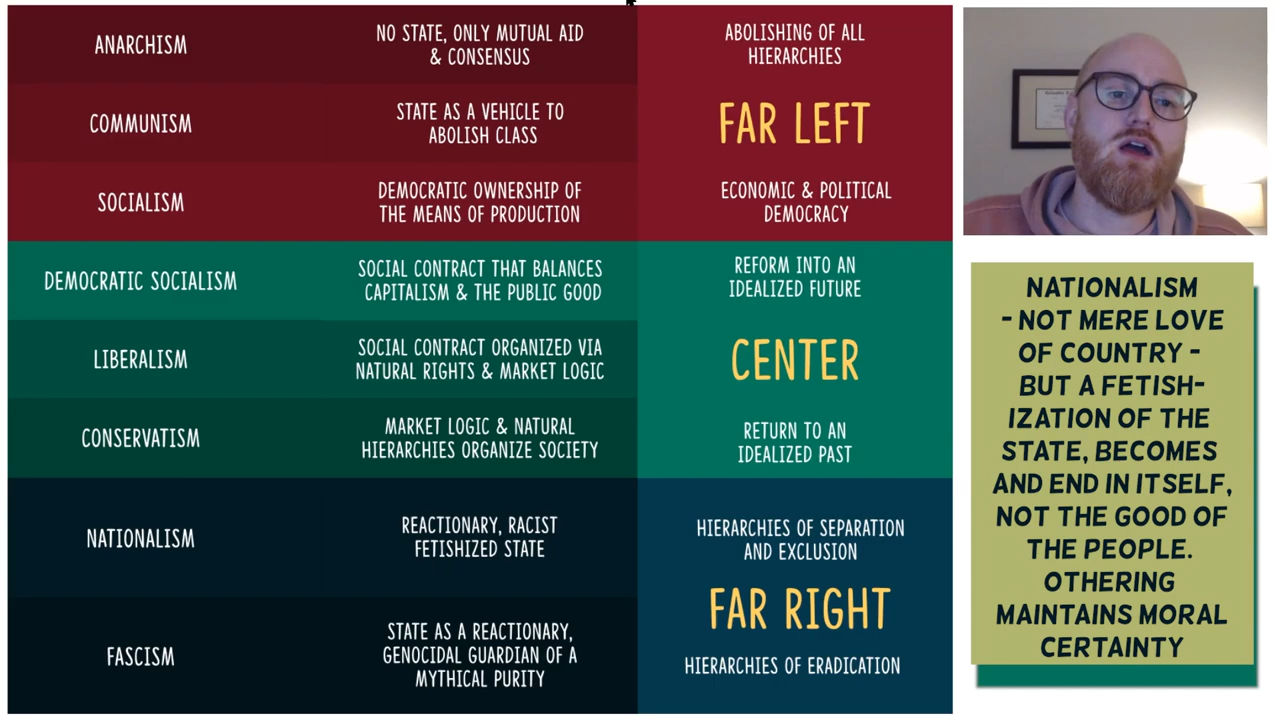 ANARCHISM
NO STATE, ONLY MUTUAL AID
& CONSENSUS
ABOLISHING OF ALL
HIERARCHIES
COMMUNISM
STATE AS A VEHICLE TO
ABOLISH CLASS
FAR LEFT
SOCIALISM
DEMOCRATIC OWNERSHIP OF
THE MEANS OF PRODUCTION
ECONOMIC & POLITICAL
DEMOCRACY
DEMOCRATIC SOCIALISM
SOCIAL CONTRACT THAT BALANCES
CAPITALISM & THE PUBLIC GOOD
REFORM INTO AN
IDEALIZED FUTURE
LIBERALISM
SOCIAL CONTRACT ORGANIZED VIA
NATURAL RIGHTS & MARKET LOGIC
CENTER
CONSERVATISM
MARKET LOGIC & NATURAL
HIERARCHIES ORGANIZE SOCIETY
RETURN TO AN
IDEALIZED PAST
NATIONALISM
REACTIONARY, RACIST
FETISHIZED STATE
HIERARCHIES OF SEPARATION
AND EXCLUSION
FAR RIGHT
FASCISM
STATE AS A REACTIONARY,
GENOCIDAL GUARDIAN OF A
MYTHICAL PURITY
HIERARCHIES OF ERADICATION
NATIONALISM
- NOT MERE LOVE
OF COUNTRY -
BUT A FETISH-
IZATION OF THE
STATE, BECOMES
AND END IN ITSELF,
NOT THE GOOD OF
THE PEOPLE.
OTHERING
MAINTAINS MORAL
CERTAINTY